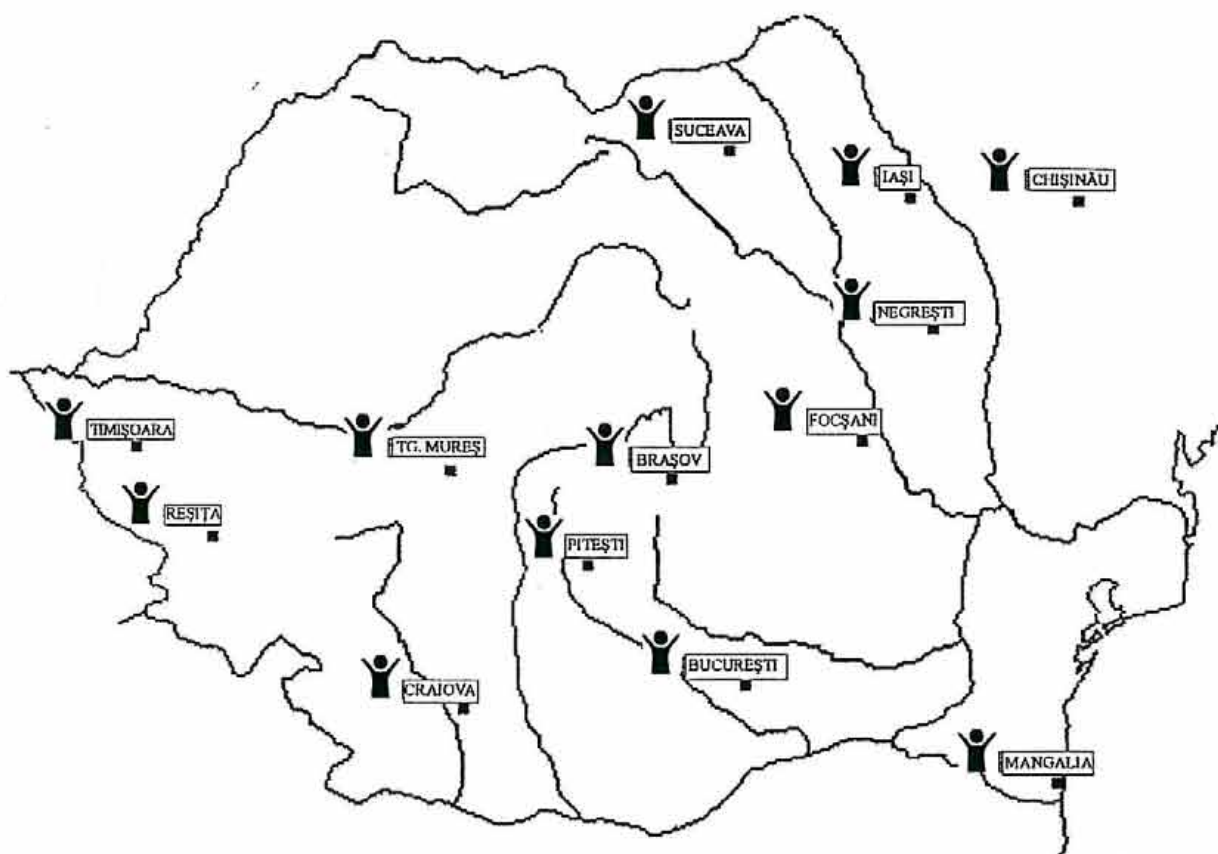 SUCEAVA
IAȘI
CHIȘINĂU
NEGREȘTI
TIMIȘOARA
TG. MUREȘ
BRAȘOV
FOCȘANI
REȘIȚA
PITEȘTI
BUCUREȘTI
CRAIOVA
MANGALIA